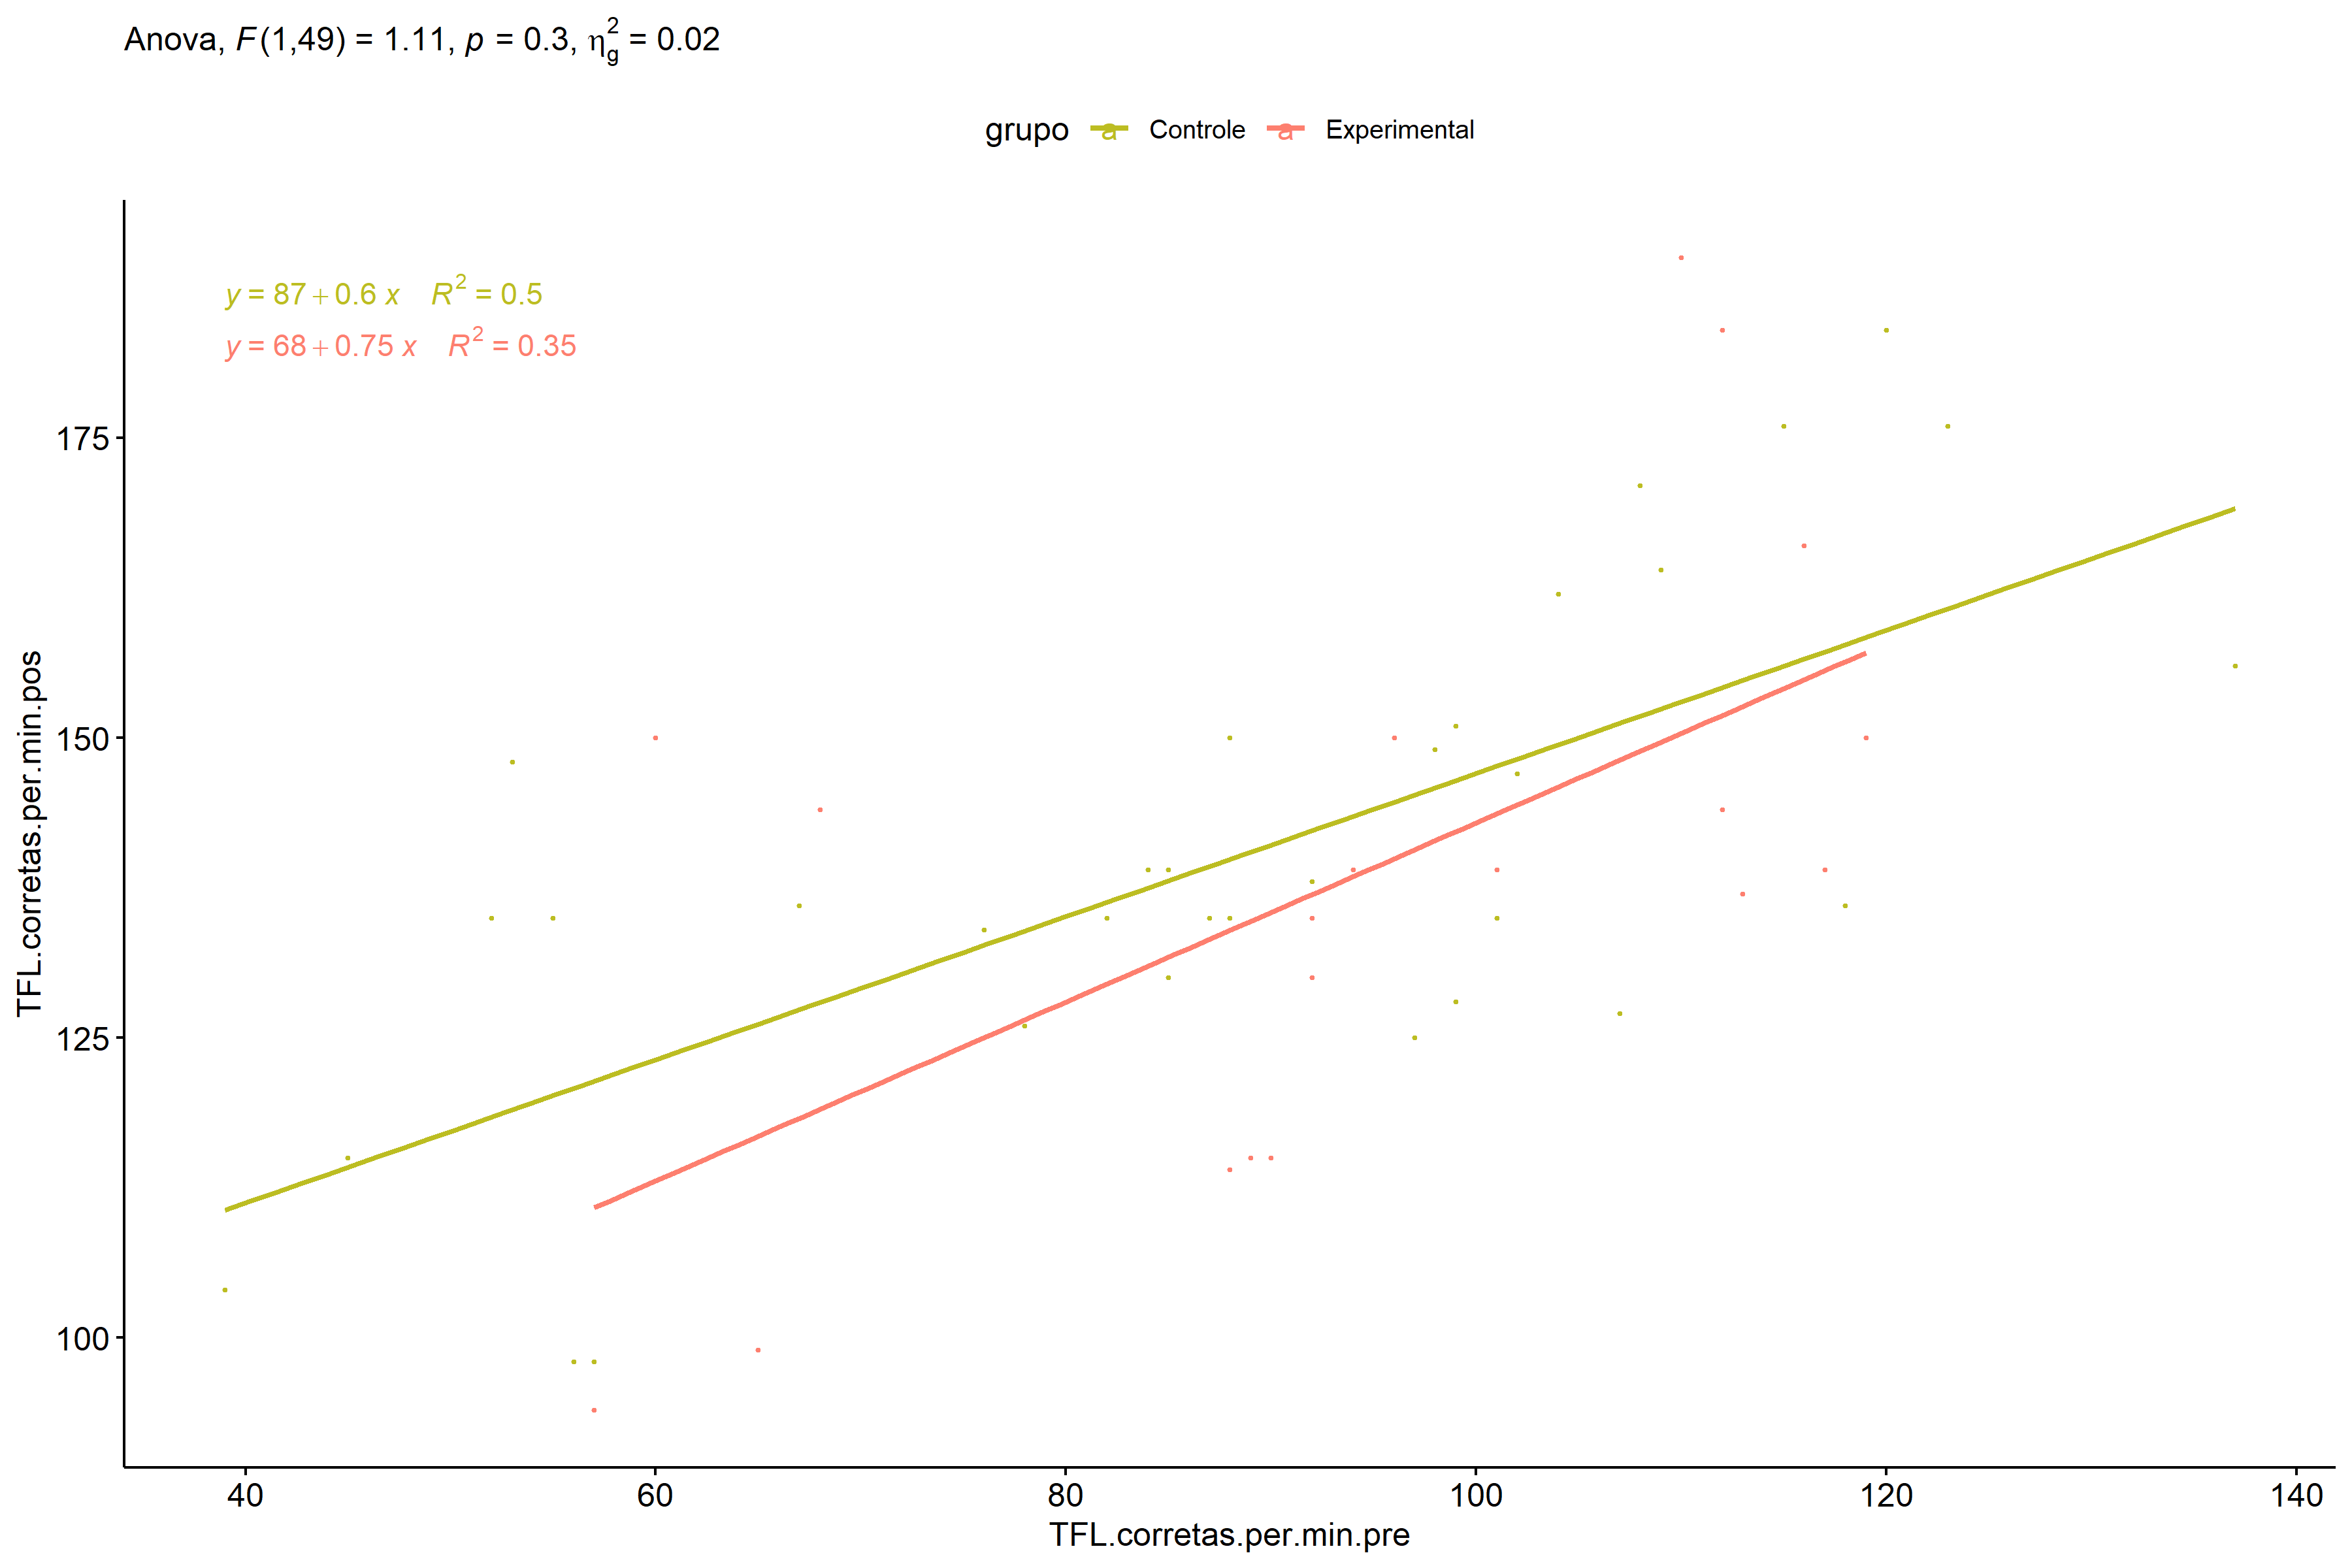 Anova, F(1,49) = 1.11, p = 0.3, η²g = 0.02
grupo a Controle a Experimental
y = 87 + 0.6 x R² = 0.5
y = 68 + 0.75 x R² = 0.35
175
150
125
100
TFL.corretas.per.min.pos
40 60 80 100 120 140
TFL.corretas.per.min.pre